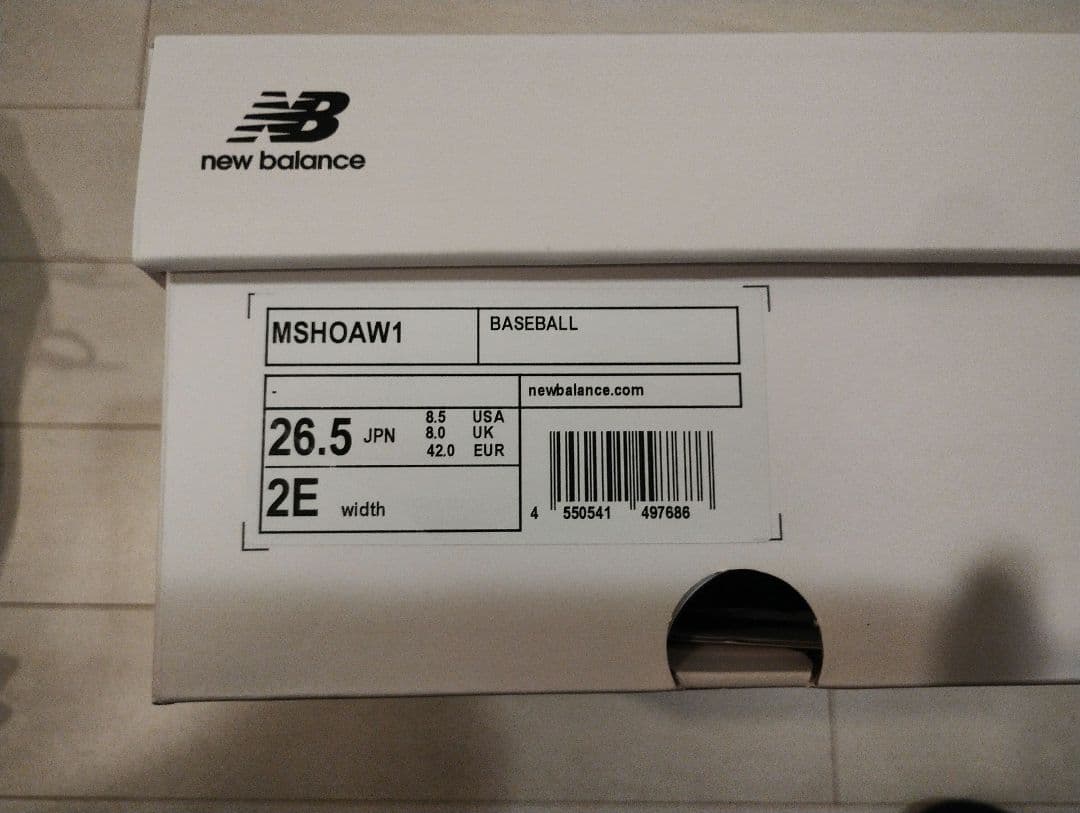 NB
new balance
MSHOAW1
BASEBALL
-
newbalance.com
26.5 JPN
8.5 USA
8.0 UK
42.0 EUR
2E width
4 550541 497686